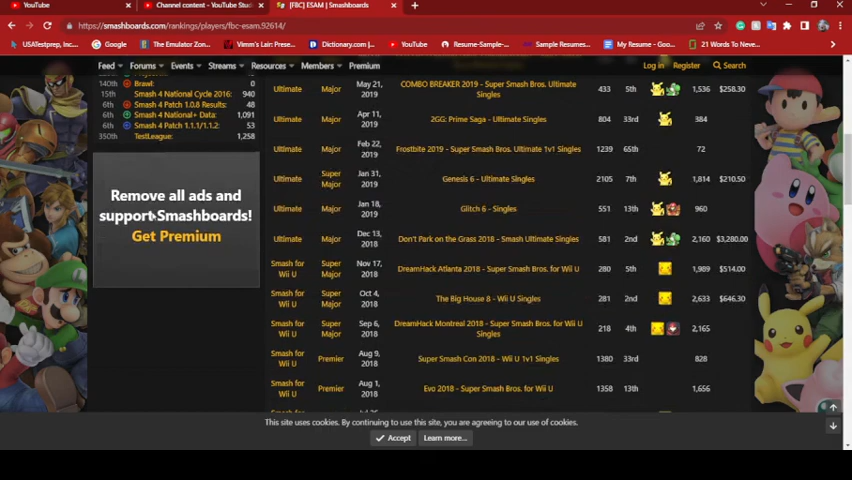 YouTube
Channel content - YouTube Stud
[FBC] ESAM | Smashboards
https://smashboards.com/rankings/players/fbc-esam.92614/
USATestprep, Inc....
Google
The Emulator Zon...
Vimm's Lair: Prese...
Dictionary.com | E...
YouTube
Resume-Sample-...
Sample Resumes...
My Resume - Goo...
21 Words To Neve...
Feed
Forums
Events
Streams
Resources
Members
Premium
Log in
Register
Search
140th Brawl: 0
15th Smash 4 National Cycle 2016: 940
6th Smash 4 Patch 1.0.8 Results: 48
6th Smash 4 National+ Data: 1,091
6th Smash 4 Patch 1.1.1/1.1.2: 53
350th TestLeague: 1,258
Remove all ads and
support Smashboards!
Get Premium
Ultimate Major May 21, 2019 COMBO BREAKER 2019 - Super Smash Bros. Ultimate Singles 433 5th 1,536 $258.30
Ultimate Major Apr 11, 2019 2GG: Prime Saga - Ultimate Singles 804 33rd 384
Ultimate Major Feb 22, 2019 Frostbite 2019 - Super Smash Bros. Ultimate 1v1 Singles 1239 65th 72
Ultimate Super Major Jan 31, 2019 Genesis 6 - Ultimate Singles 2105 7th 1,814 $210.50
Ultimate Major Jan 18, 2019 Glitch 6 - Singles 551 13th 960
Ultimate Major Dec 13, 2018 Don't Park on the Grass 2018 - Smash Ultimate Singles 581 2nd 2,160 $3,280.00
Smash for Wii U Super Major Nov 17, 2018 DreamHack Atlanta 2018 - Super Smash Bros. for Wii U 280 5th 1,989 $514.00
Smash for Wii U Super Major Oct 4, 2018 The Big House 8 - Wii U Singles 281 2nd 2,633 $646.30
Smash for Wii U Super Major Sep 6, 2018 DreamHack Montreal 2018 - Super Smash Bros. for Wii U Singles 218 4th 2,165
Smash for Wii U Premier Aug 9, 2018 Super Smash Con 2018 - Wii U 1v1 Singles 1380 33rd 828
Smash for Wii U Premier Aug 1, 2018 Evo 2018 - Super Smash Bros. for Wii U 1358 13th 1,656
This site uses cookies. By continuing to use this site, you are agreeing to our use of cookies.
Accept
Learn more...